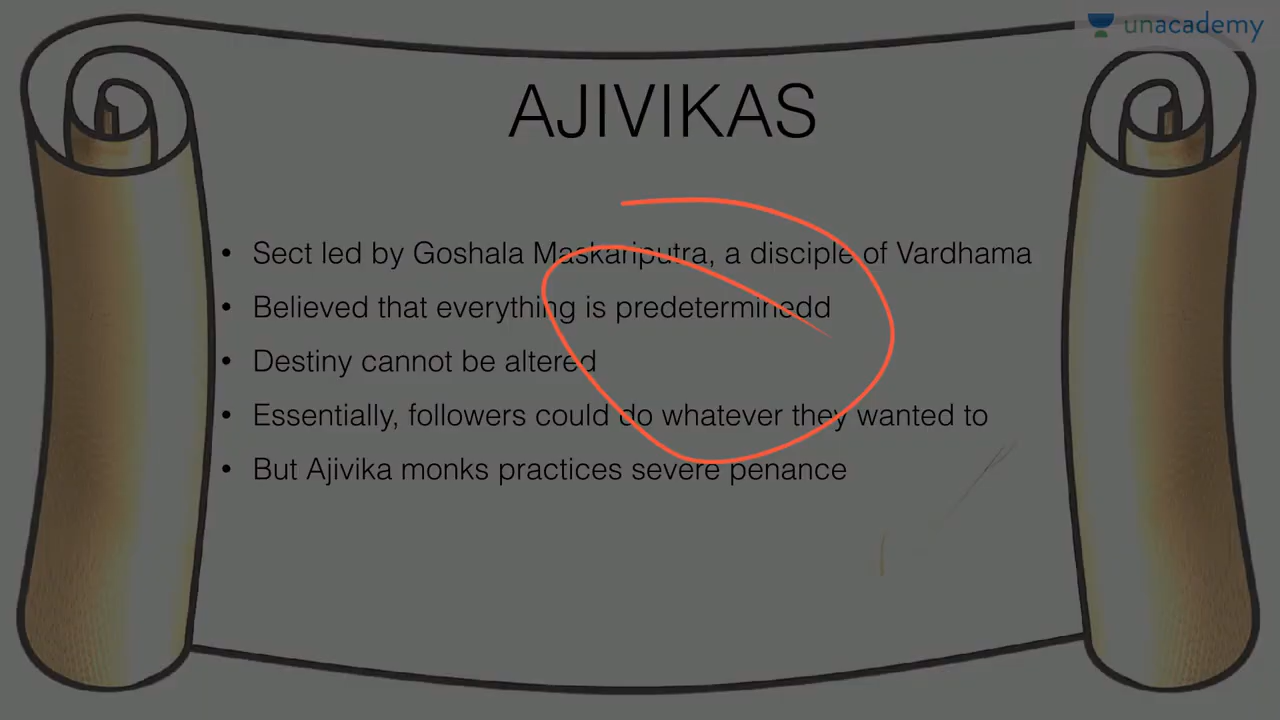 unacademy
AJIVIKAS
• Sect led by Goshala Maskariputra, a disciple of Vardhama
• Believed that everything is predeterminedd
• Destiny cannot be altered
• Essentially, followers could do whatever they wanted to
• But Ajivika monks practices severe penance